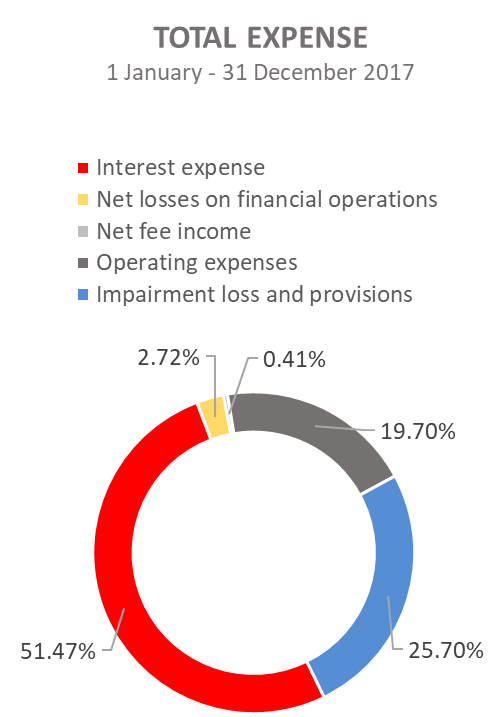 TOTAL EXPENSE
1 January - 31 December 2017
Interest expense
Net losses on financial operations
Net fee income
Operating expenses
Impairment loss and provisions
2.72%
0.41%
19.70%
51.47%
25.70%